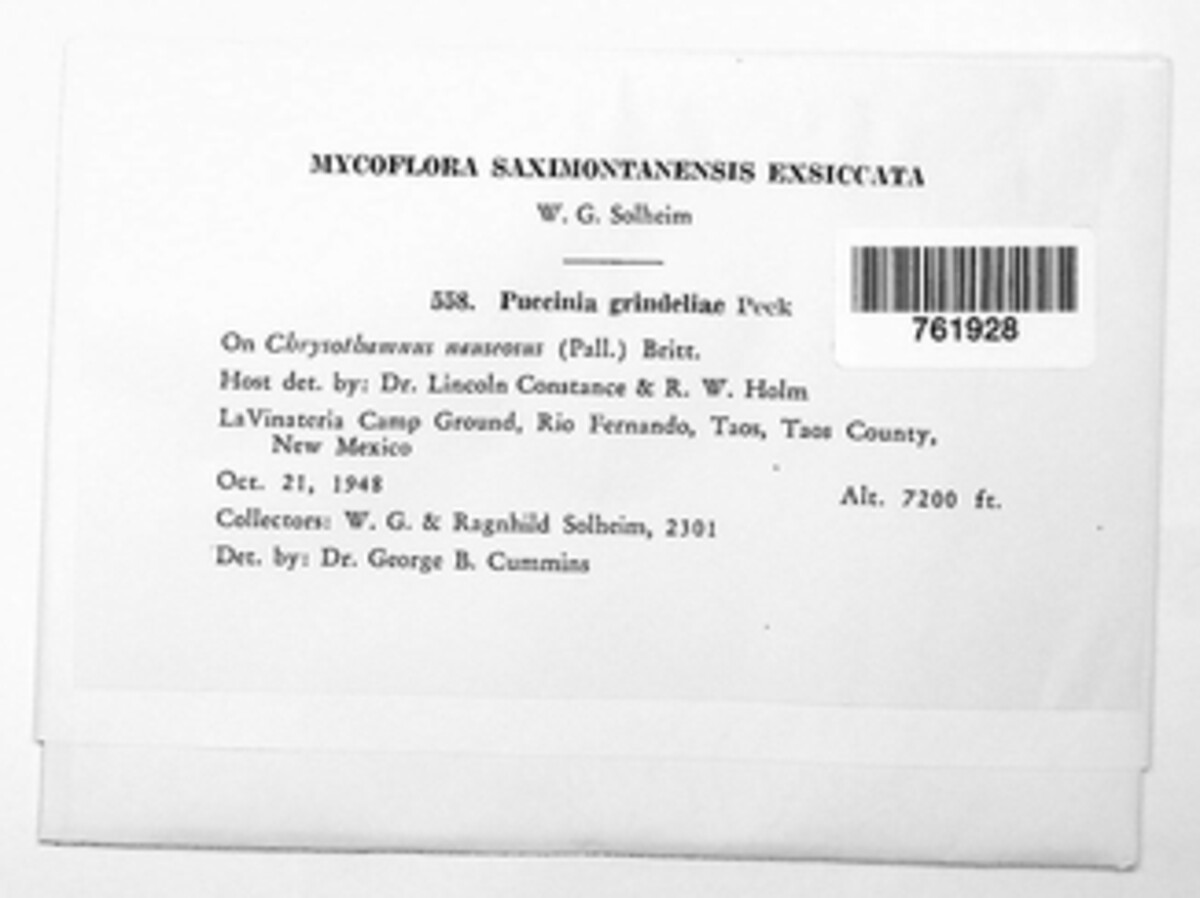 MYCOFLORA SAXIMONTANENSIS EXSICCATA
W. G. Solheim
558. Puccinia grindeliae Peck
761928
On Chrysothamnus nauseosus (Pall.) Britt.
Host det. by: Dr. Lincoln Constance & R. W. Holm
LaVinateria Camp Ground, Rio Fernando, Taos, Taos County,
New Mexico
Oct. 21, 1948
Alt. 7200 ft.
Collectors: W. G. & Ragnhild Solheim, 2301
Det. by: Dr. George B. Cummins